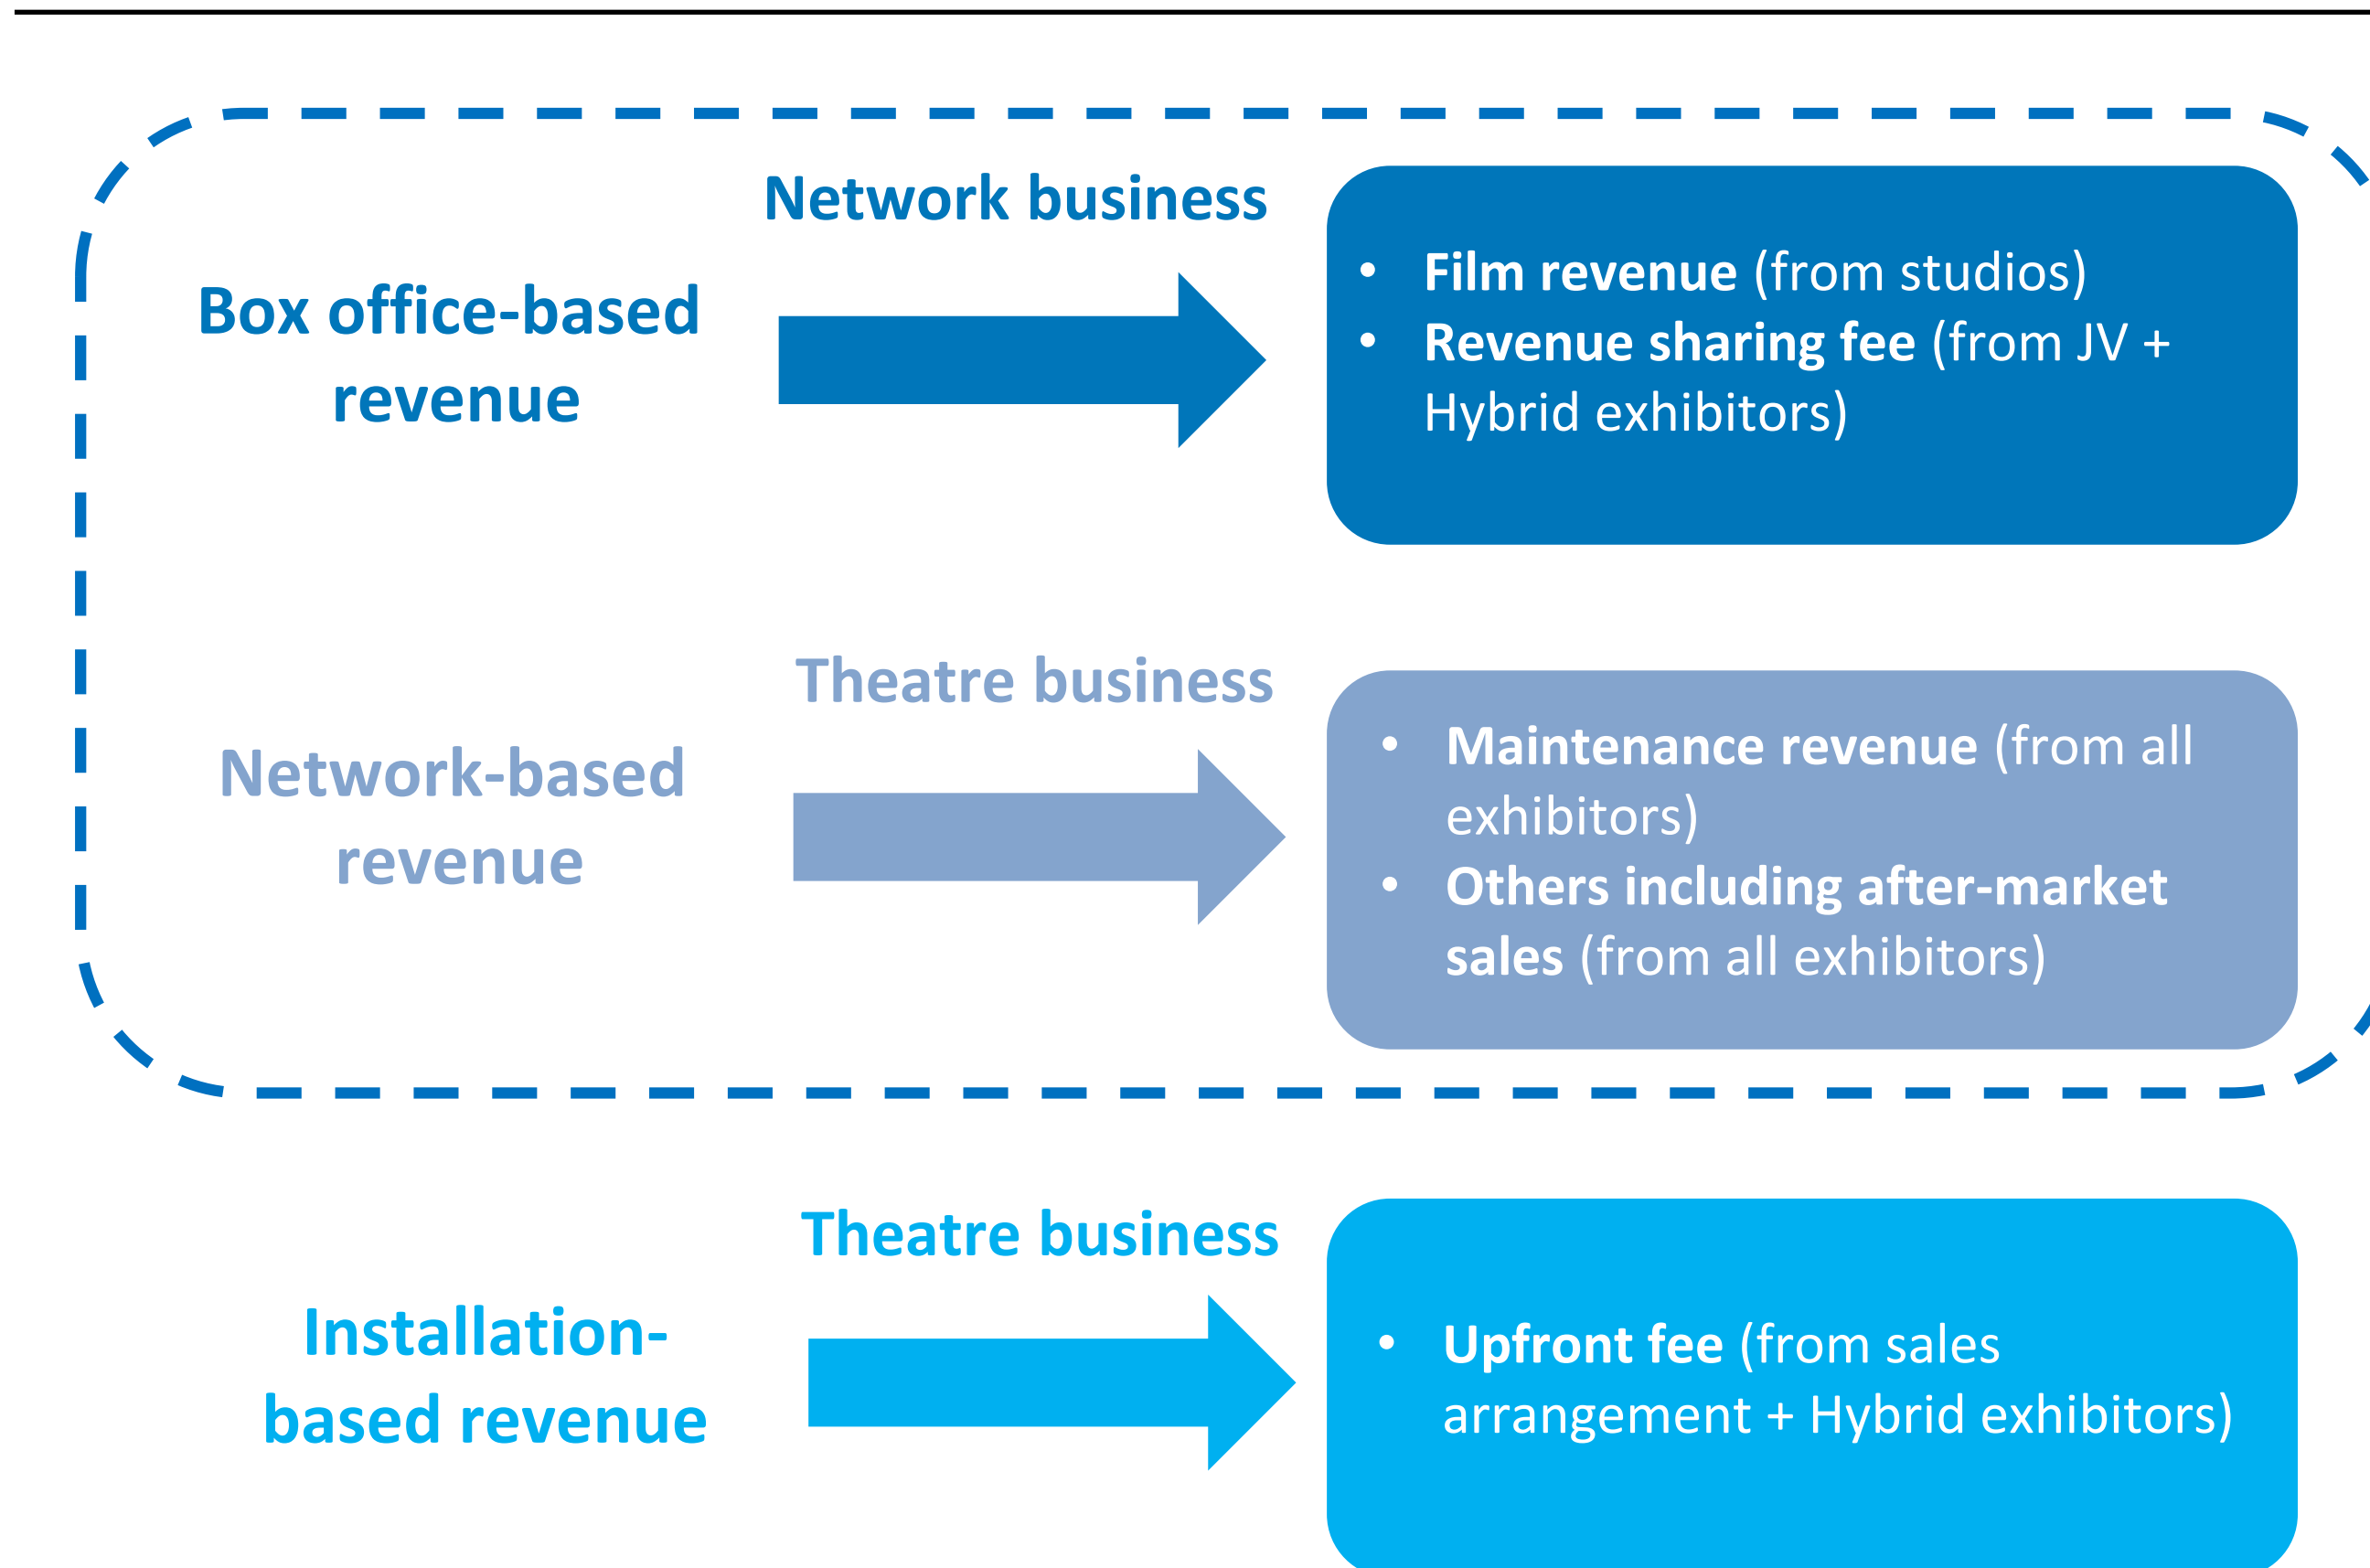 Network business
Box office-based
revenue
• Film revenue (from studios)
• Revenue sharing fee (from JV +
Hybrid exhibitors)
Theatre business
Network-based
revenue
• Maintenance revenue (from all
exhibitors)
• Others including after-market
sales (from all exhibitors)
Theatre business
Installation-
based revenue
• Upfront fee (from sales
arrangement + Hybrid exhibitors)